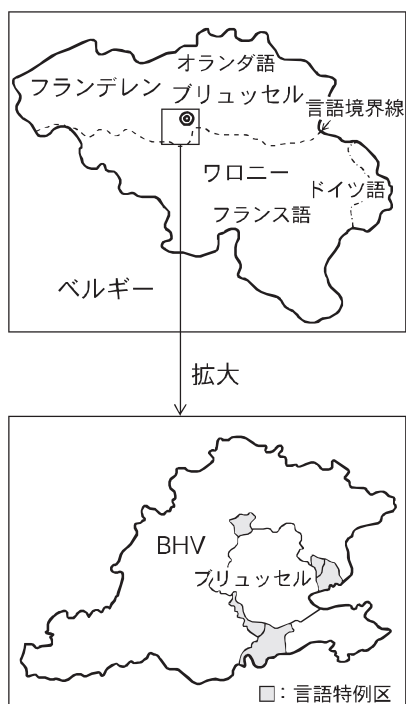 オランダ語
フランデレン
ブリュッセル
言語境界線
ワロニー
ドイツ語
フランス語
ベルギー
拡大
BHV
ブリュッセル
□：言語特例区